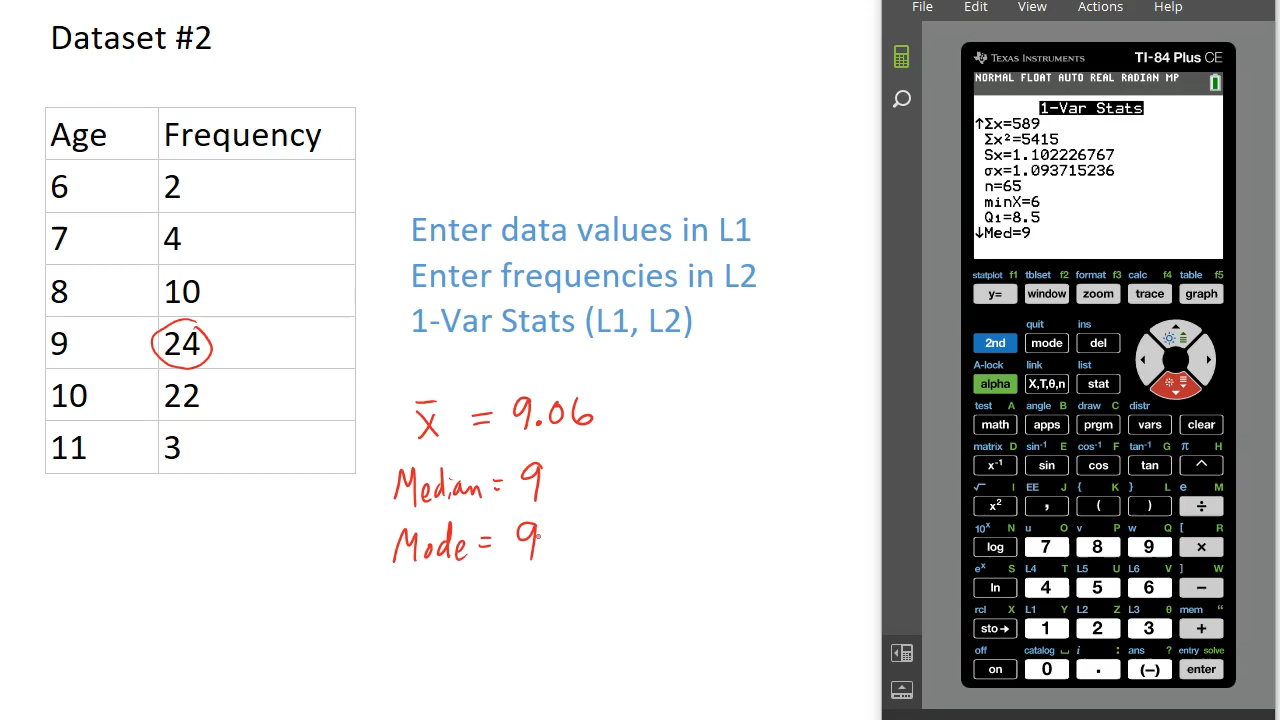 Dataset #2
Age Frequency
6 2
7 4
8 10
9 24
10 22
11 3
Enter data values in L1
Enter frequencies in L2
1-Var Stats (L1, L2)
x̅ = 9.06
Median = 9
Mode = 9
File Edit View Actions Help
TEXAS INSTRUMENTS TI-84 Plus CE
NORMAL FLOAT AUTO REAL RADIAN MP
1-Var Stats
↑Σx=589
Σx²=5415
Sx=1.102226767
σx=1.093715236
n=65
minX=6
Q₁=8.5
↓Med=9
statplot f1 tblset f2 format f3 calc f4 table f5
y= window zoom trace graph
quit ins
2nd mode del
A-lock link list
alpha X,T,θ,n stat
test A angle B draw C distr
math apps prgm vars clear
matrix D sin⁻¹ E cos⁻¹ F tan⁻¹ G π H
x⁻¹ sin cos tan ^
√ I EE J { K } L e M
x² , ( ) ÷
10ˣ N u O v P w Q [ R
log 7 8 9 ×
eˣ S L4 T L5 U L6 V ] W
ln 4 5 6 −
rcl X L1 Y L2 Z L3 θ mem “
sto→ 1 2 3 +
off catalog ⎵ i : ans ? entry solve
on 0 . (−) enter